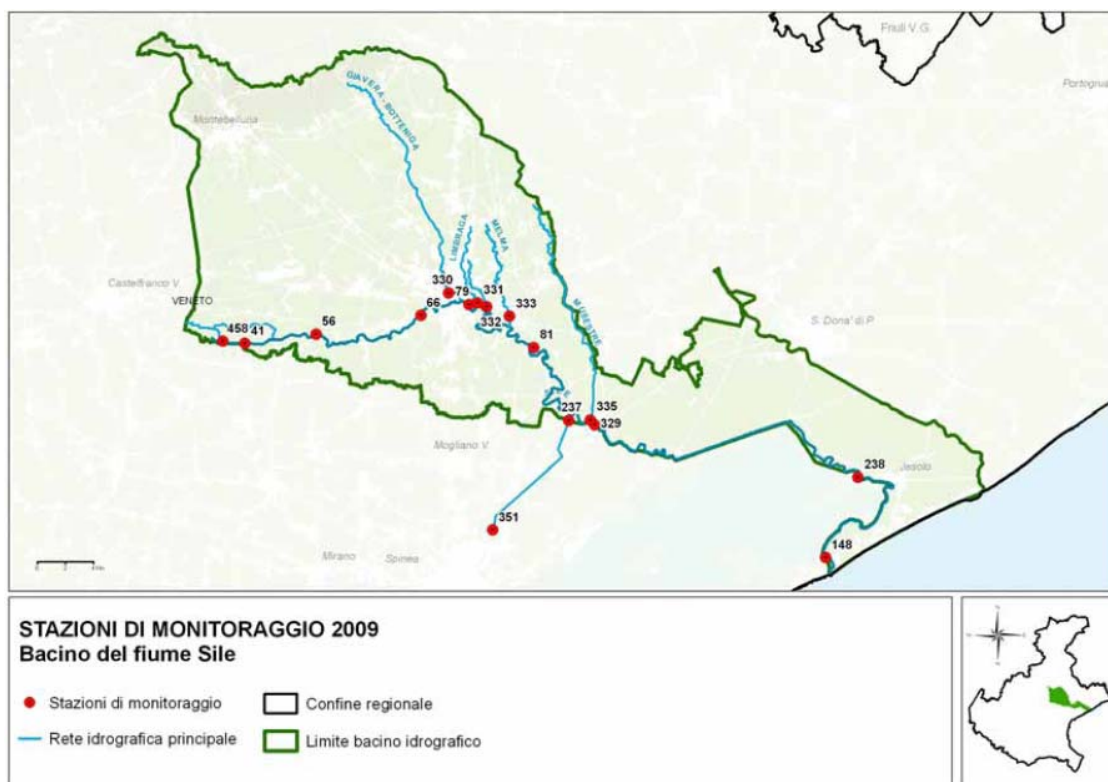 Friuli V.G.
Portogrua
GIAVERA - BOTTENIGA
Montebelluna
LIMBRAGA
MELMA
Castelfranco V.
VENETO
330
79
331
MUSESTRE
66
332
333
S. Dona' di P.
458
41
56
81
237
335
329
Mogliano V.
238
Jesolo
351
148
Mirano
Spinea
STAZIONI DI MONITORAGGIO 2009
Bacino del fiume Sile
Stazioni di monitoraggio
Confine regionale
Rete idrografica principale
Limite bacino idrografico